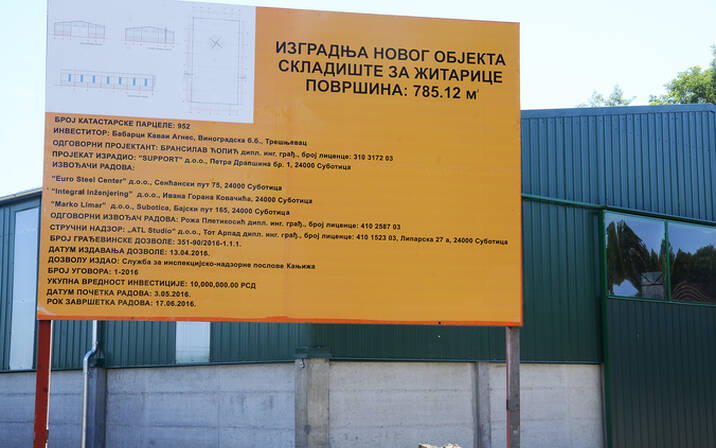 ИЗГРАДЊА НОВОГ ОБЈЕКТА
СКЛАДИШТЕ ЗА ЖИТАРИЦЕ
ПОВРШИНА: 785.12 м²
БРОЈ КАТАСТАРСКЕ ПАРЦЕЛЕ: 952
ИНВЕСТИТОР: Бабарци Каваи Агнес, Виноградска б.б., Трешњевац
ОДГОВОРНИ ПРОЈЕКТАНТ: БРАНСИЛАВ ЋОПИЋ дипл. инг. грађ., број лиценце: 310 3172 03
ПРОЈЕКАТ ИЗРАДИО: "SUPPORT" д.о.о., Петра Драпшина бр. 1, 24000 Суботица
ИЗВОЂАЧИ РАДОВА:
"Euro Steel Center" д.о.о., Сенћански пут 75, 24000 Суботица
"Integral Inženjering" д.о.о., Ивана Горана Ковачића, 24000 Суботица
"Marko Limar" д.о.о., Subotica, Бајски пут 165, 24000 Суботица
ОДГОВОРНИ ИЗВОЂАЧ РАДОВА: Рожа Плетикосић дипл. инг. грађ., број лиценце: 410 2587 03
СТРУЧНИ НАДЗОР: „ATL Studio" д.о.о., Тот Арпад дипл. инг. грађ., број лиценце: 410 1523 03, Липарска 27 а, 24000 Суботица
БРОЈ ГРАЂЕВИНСКЕ ДОЗВОЛЕ: 351-90/2016-1.1.1.
ДАТУМ ИЗДАВАЊА ДОЗВОЛЕ: 13.04.2016.
ДОЗВОЛУ ИЗДАО: Служба за инспекцијско-надзорне послове Кањижа
БРОЈ УГОВОРА: 1-2016
УКУПНА ВРЕДНОСТ ИНВЕСТИЦИЈЕ: 10,000,000.00 РСД
ДАТУМ ПОЧЕТКА РАДОВА: 3.05.2016.
РОК ЗАВРШЕТКА РАДОВА: 17.06.2016.